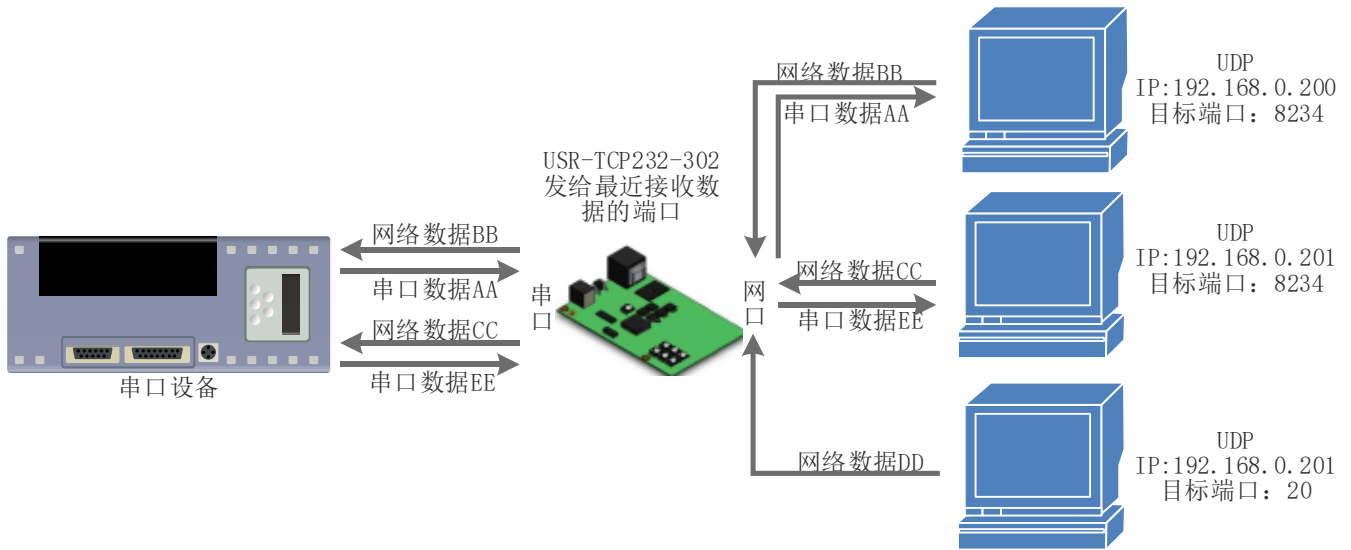 网络数据BB
串口数据AA
UDP
IP:192.168.0.200
目标端口：8234
USR-TCP232-302
发给最近接收数
据的端口
网络数据BB
串口数据AA
网络数据CC
串口数据EE
串口设备
串
口
网
口
网络数据CC
串口数据EE
UDP
IP:192.168.0.201
目标端口：8234
网络数据DD
UDP
IP:192.168.0.201
目标端口：20